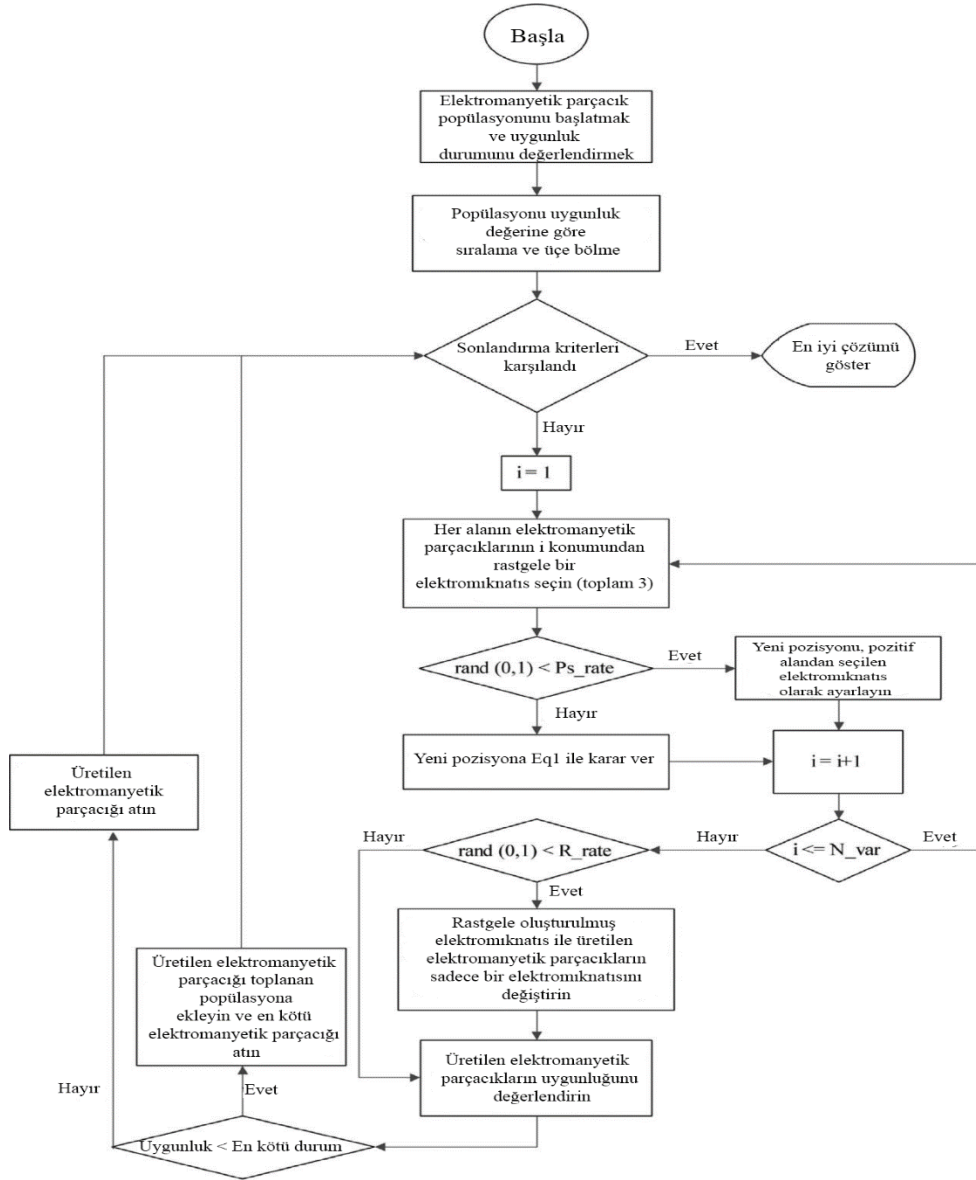 Başla
Elektromanyetik parçacık
popülasyonunu başlatmak
ve uygunluk
durumunu değerlendirmek
Popülasyonu uygunluk
değerine göre
sıralama ve üçe bölme
Sonlandırma kriterleri
karşılandı
Evet
En iyi çözümü
göster
Hayır
i = 1
Her alanın elektromanyetik
parçacıklarının i konumundan
rastgele bir
elektromıknatıs seçin (toplam 3)
rand (0,1) < Ps_rate
Evet
Yeni pozisyonu, pozitif
alandan seçilen
elektromıknatıs
olarak ayarlayın
Hayır
Yeni pozisyona Eq1 ile karar ver
i = i+1
i <= N_var
Evet
Hayır
rand (0,1) < R_rate
Hayır
Evet
Rastgele oluşturulmuş
elektromıknatıs ile üretilen
elektromanyetik parçacıkların
sadece bir elektromıknatısını
değiştirin
Üretilen elektromanyetik
parçacıkların uygunluğunu
değerlendirin
Uygunluk < En kötü durum
Evet
Üretilen elektromanyetik
parçacığı toplanan
popülasyona
ekleyin ve en kötü
elektromanyetik parçacığı
atın
Hayır
Üretilen
elektromanyetik
parçacığı atın